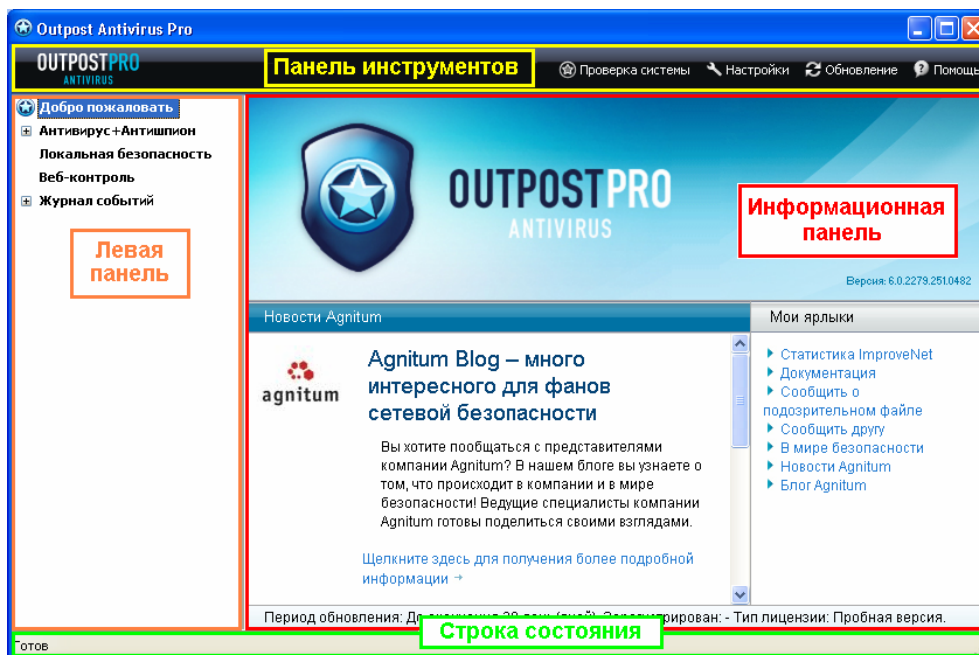 Outpost Antivirus Pro
OUTPOSTPRO
ANTIVIRUS
Панель инструментов
Проверка системы
Настройки
Обновление
Помощь
Добро пожаловать
Антивирус+Антишпион
Локальная безопасность
Веб-контроль
Журнал событий
Левая
панель
OUTPOSTPRO
ANTIVIRUS
Информационная
панель
Версия: 6.0.2279.251.0482
Новости Agnitum
agnitum
Agnitum Blog – много
интересного для фанов
сетевой безопасности
Вы хотите пообщаться с представителями
компании Agnitum? В нашем блоге вы узнаете о
том, что происходит в компании и в мире
безопасности! Ведущие специалисты компании
Agnitum готовы поделиться своими взглядами.
Щелкните здесь для получения более подробной
информации →
Мои ярлыки
Статистика ImproveNet
Документация
Сообщить о
подозрительном файле
Сообщить другу
В мире безопасности
Новости Agnitum
Блог Agnitum
Период обновления: - Тип лицензии: Пробная версия.
Строка состояния
Готов